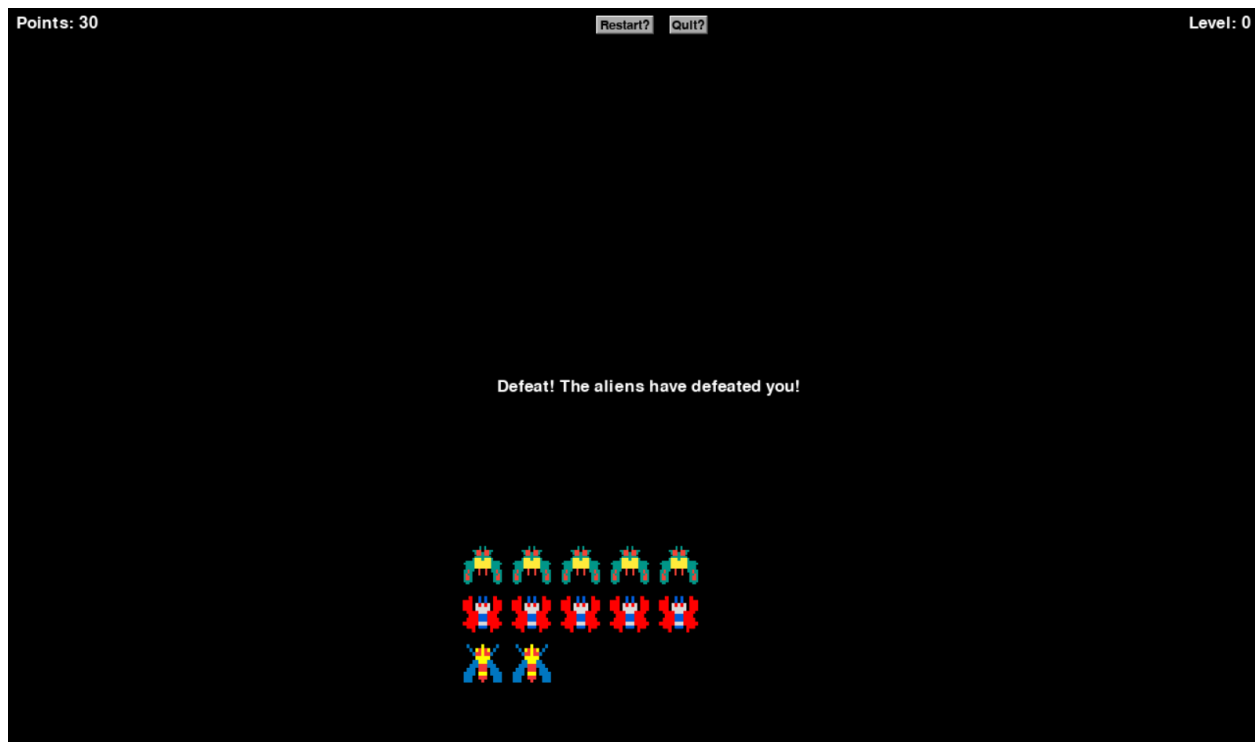 Points: 30
Restart?
Quit?
Level: 0
Defeat! The aliens have defeated you!